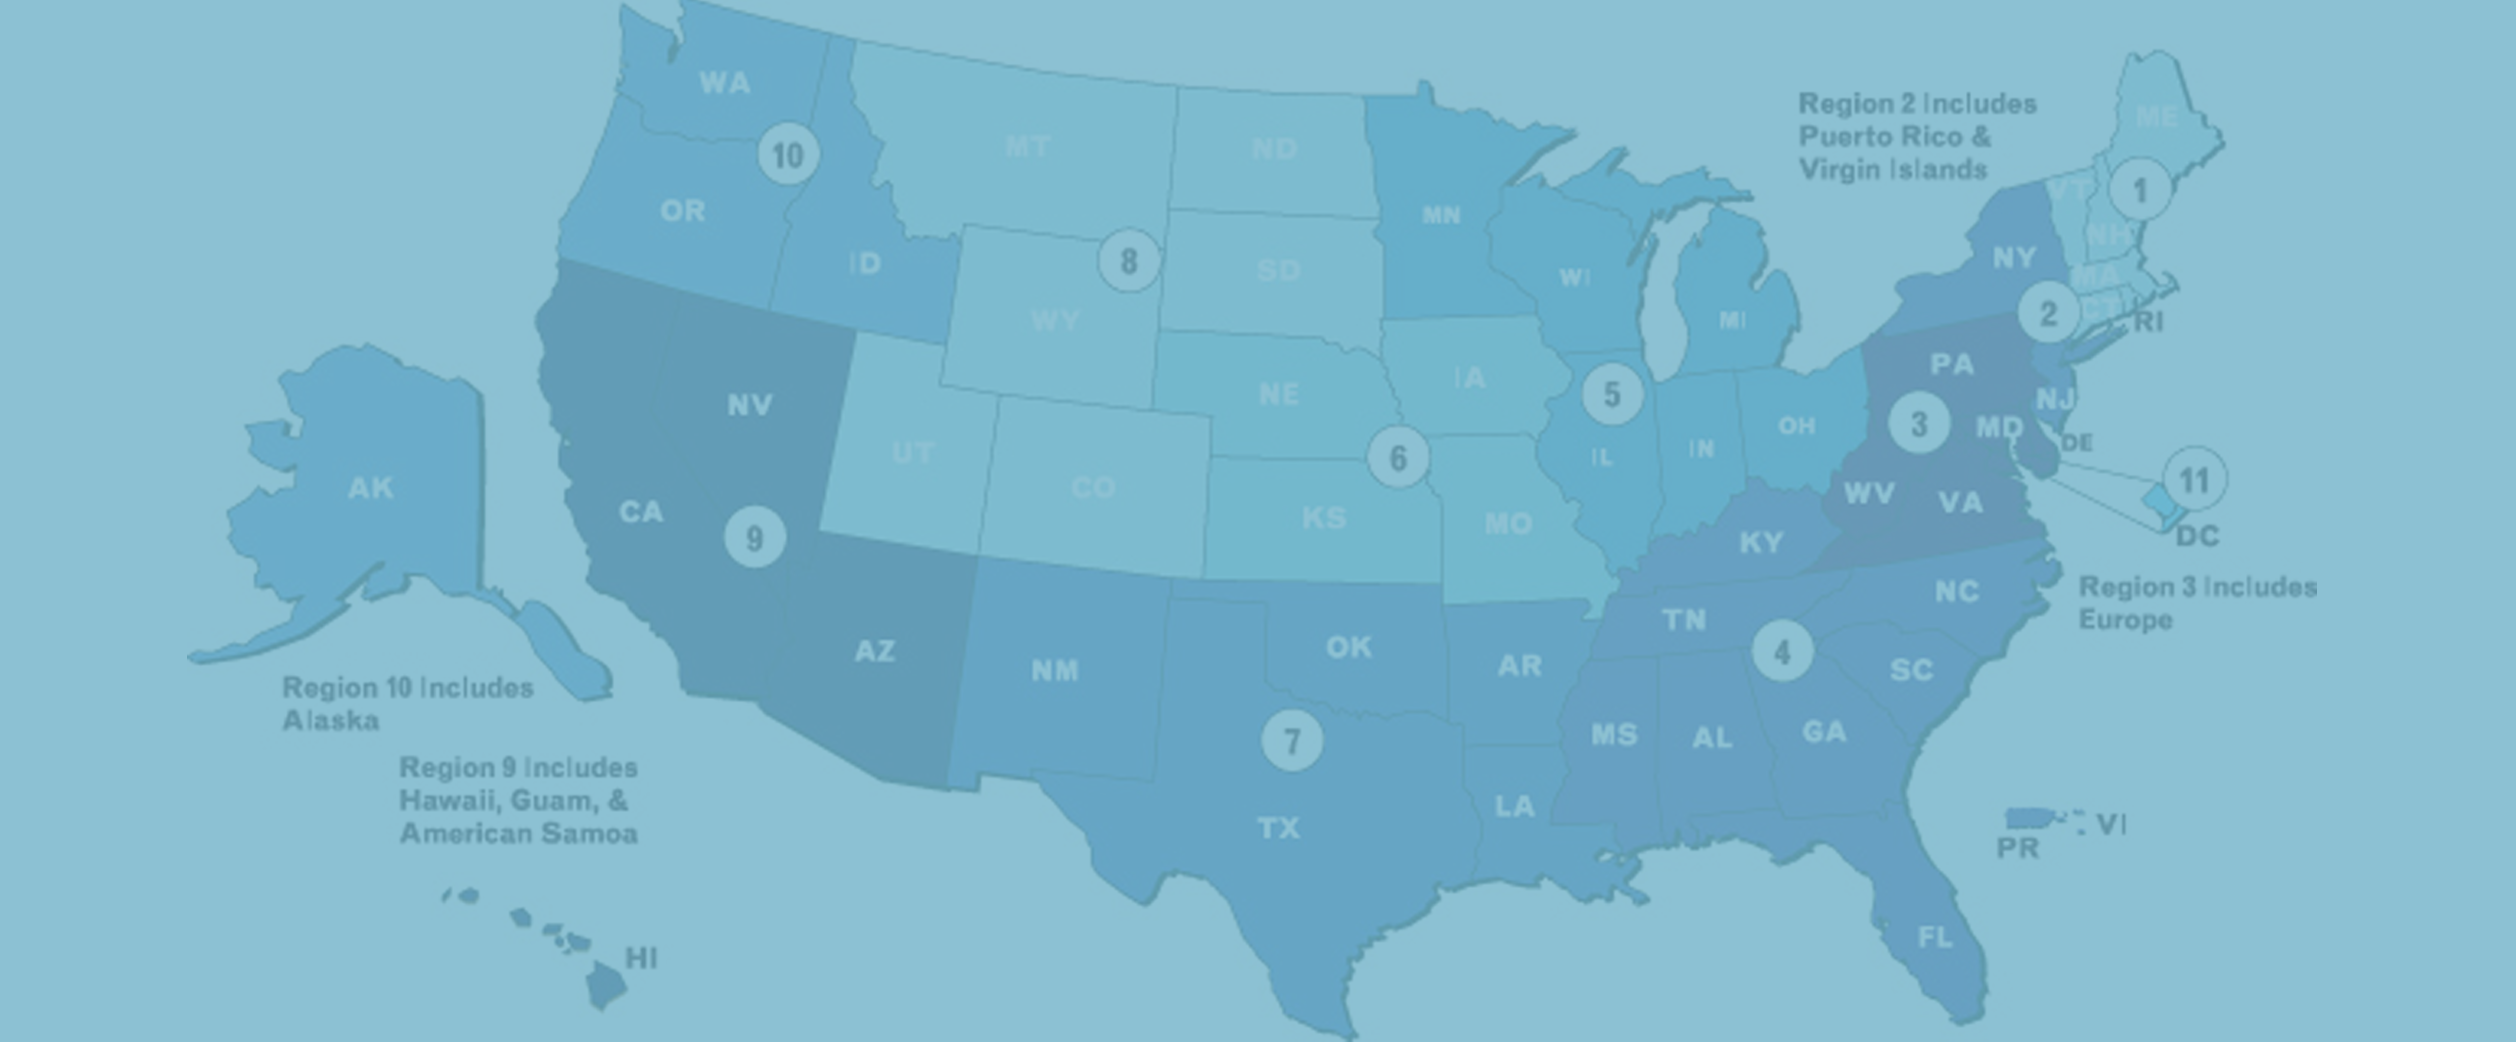 WA
10
OR
ID
MT
ND
MN
8
SD
WY
WI
MI
Region 2 Includes
Puerto Rico &
Virgin Islands
ME
1
VT
NH
NY
MA
2
CT
RI
PA
NJ
3
MD
DE
11
DC
WV
VA
NV
CA
9
UT
CO
NE
IA
5
6
IL
IN
OH
KS
MO
KY
TN
NC
Region 3 Includes
Europe
4
SC
AK
Region 10 Includes
Alaska
AZ
NM
OK
AR
7
TX
LA
MS
AL
GA
FL
VI
PR
Region 9 Includes
Hawaii, Guam, &
American Samoa
HI